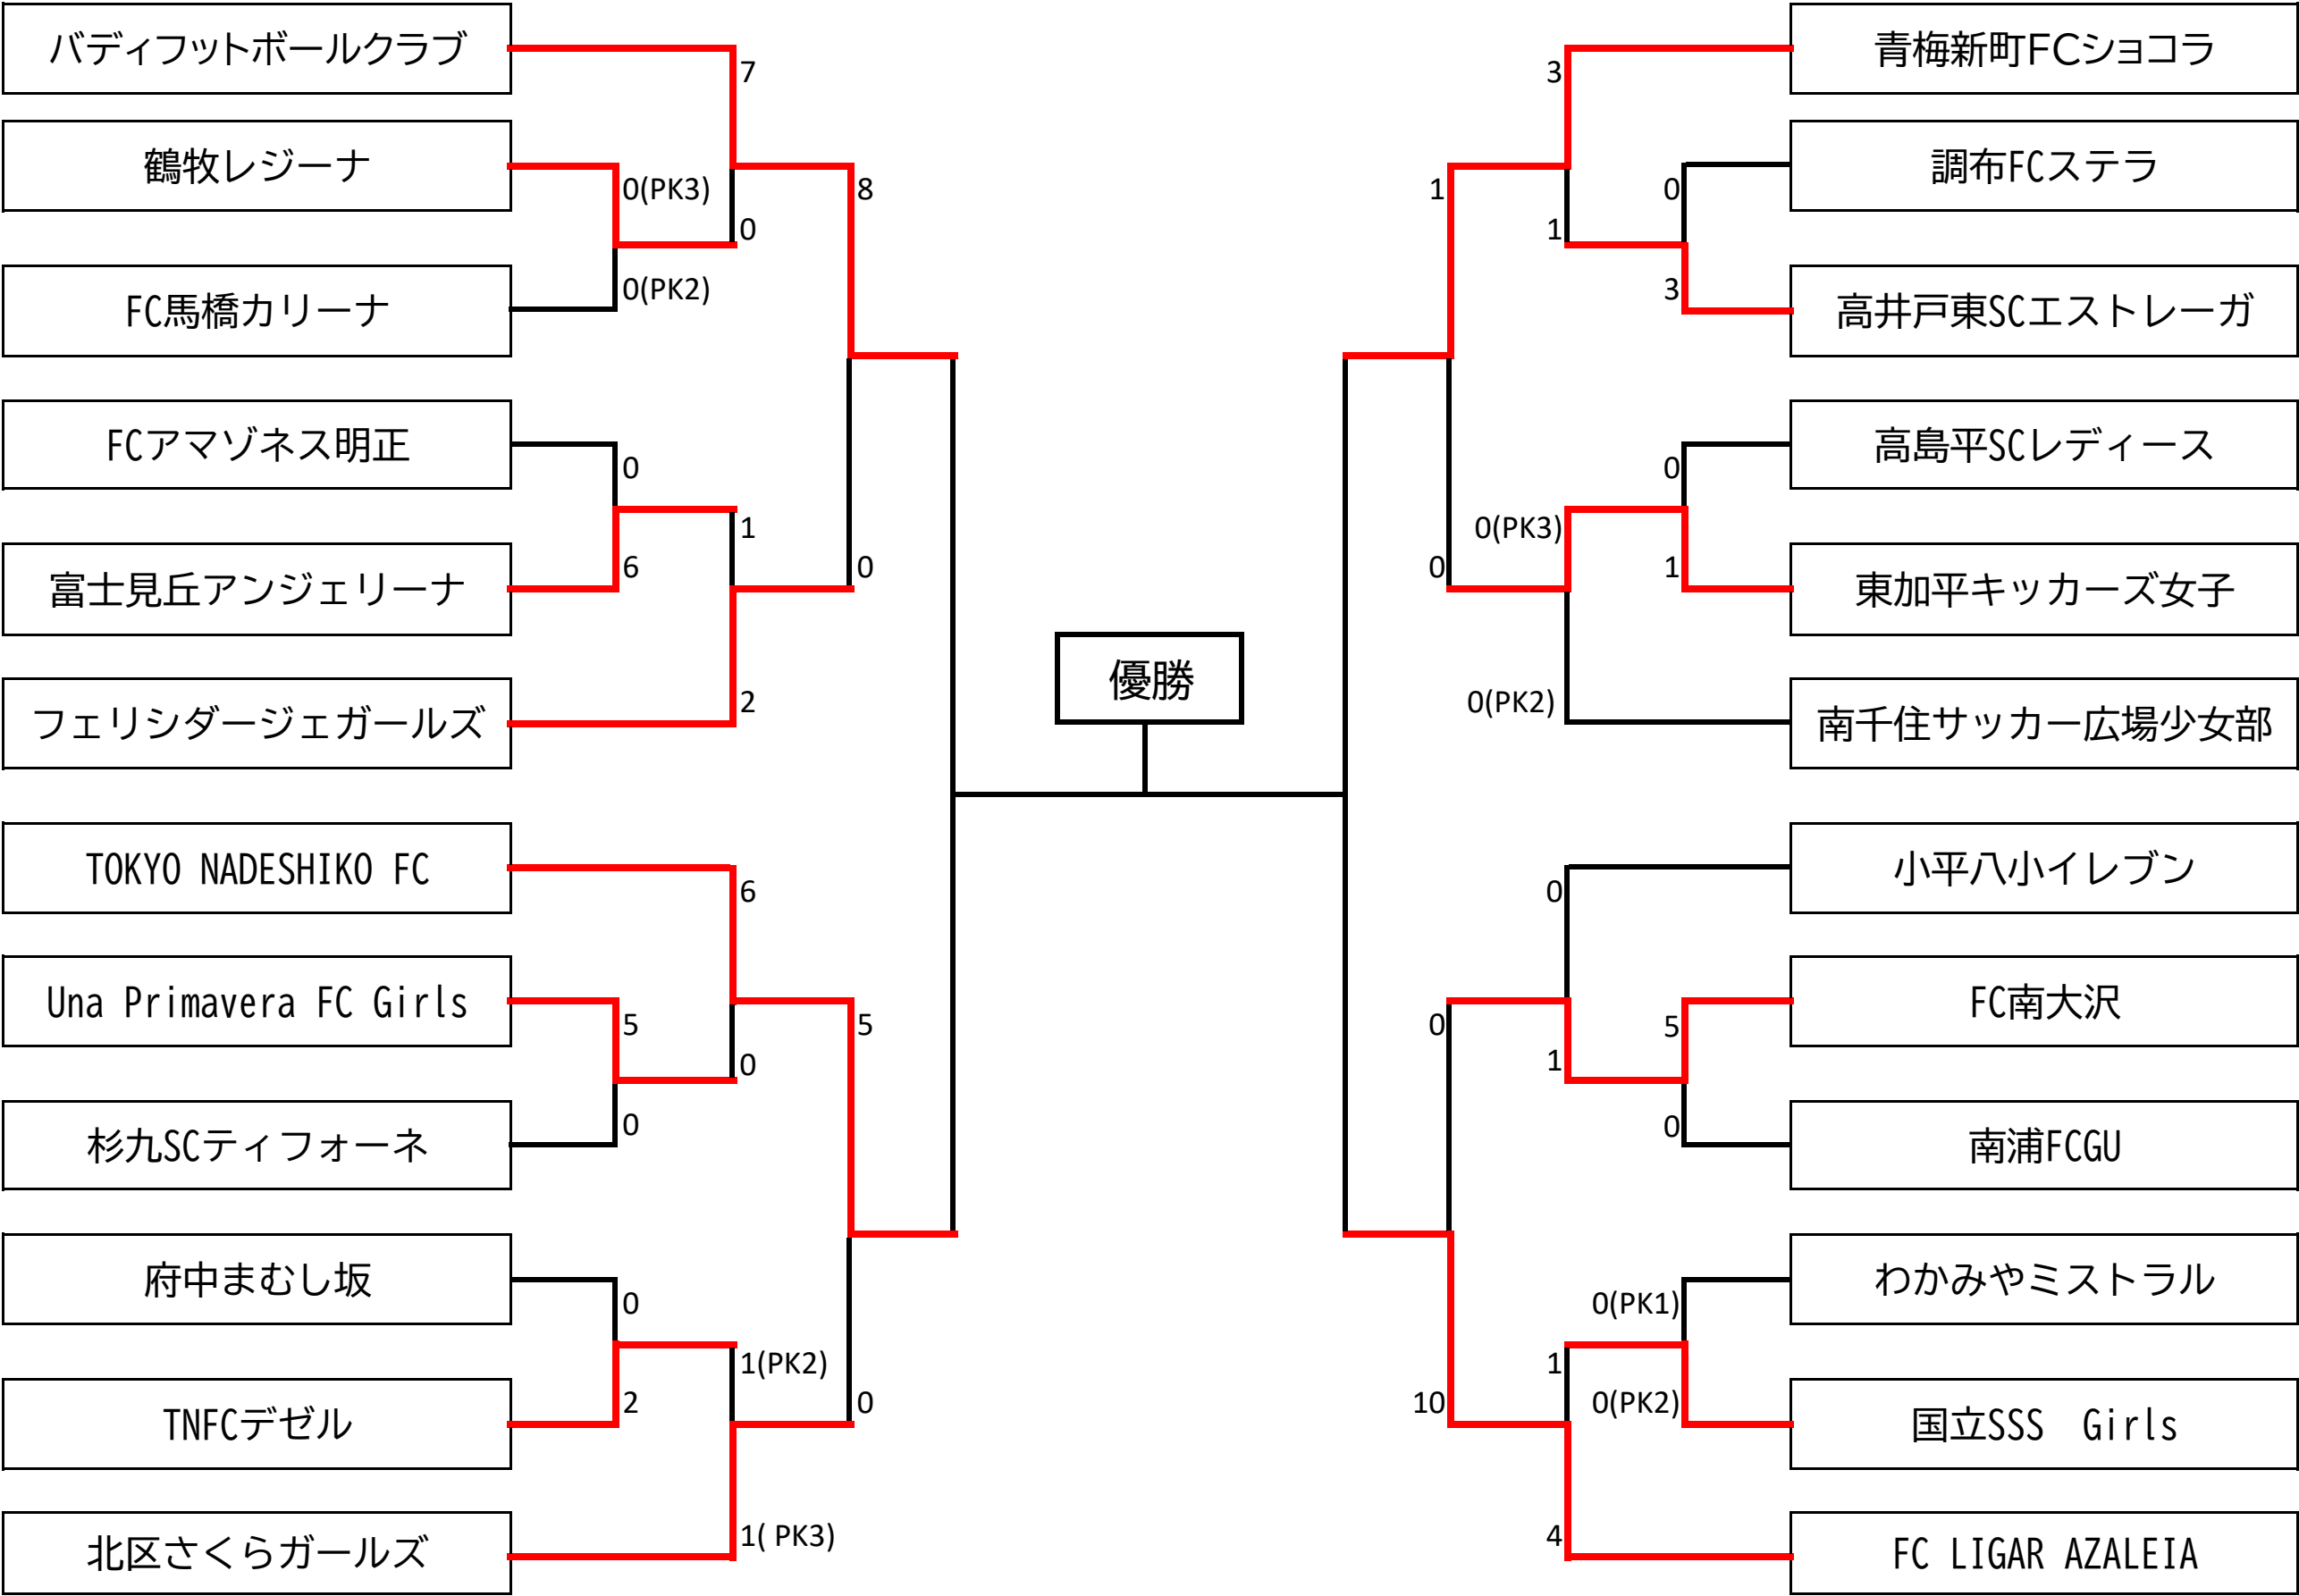 バディフットボールクラブ
7
鶴牧レジーナ
0(PK3)
8
0
FC馬橋カリーナ
0(PK2)
FCアマゾネス明正
0
1
富士見丘アンジェリーナ
6
0
フェリシダージェガールズ
2
TOKYO NADESHIKO FC
6
Una Primavera FC Girls
5
5
0
杉九SCティフォーネ
0
府中まむし坂
0
1(PK2)
TNFCデゼル
2
0
北区さくらガールズ
1( PK3)
優勝
青梅新町FCショコラ
3
調布FCステラ
0
1
1
高井戸東SCエストレーガ
3
高島平SCレディース
0
0(PK3)
東加平キッカーズ女子
1
0
南千住サッカー広場少女部
0(PK2)
小平八小イレブン
0
FC南大沢
5
0
1
南浦FCGU
0
わかみやミストラル
0(PK1)
1
国立SSS　Girls
0(PK2)
10
FC LIGAR AZALEIA
4